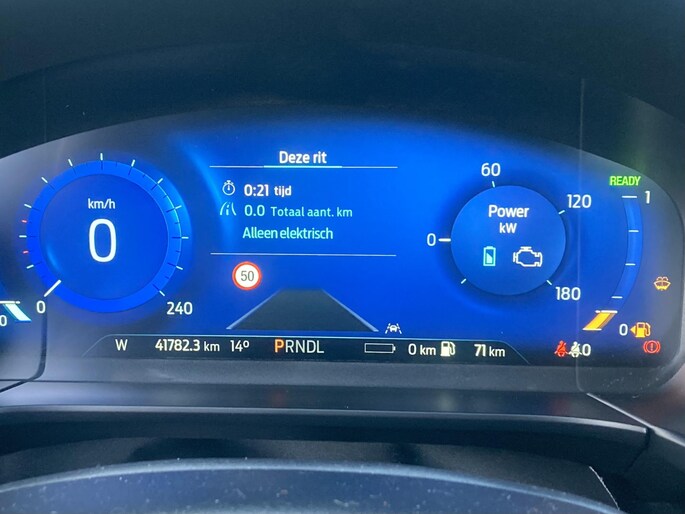 Deze rit
0:21 tijd
0.0 Totaal aant. km
Alleen elektrisch
km/h
0
0
240
50
Power
kW
0
60
120
180
READY
1
0
0
W 41782.3 km 14º PRNDL 0 km 71 km